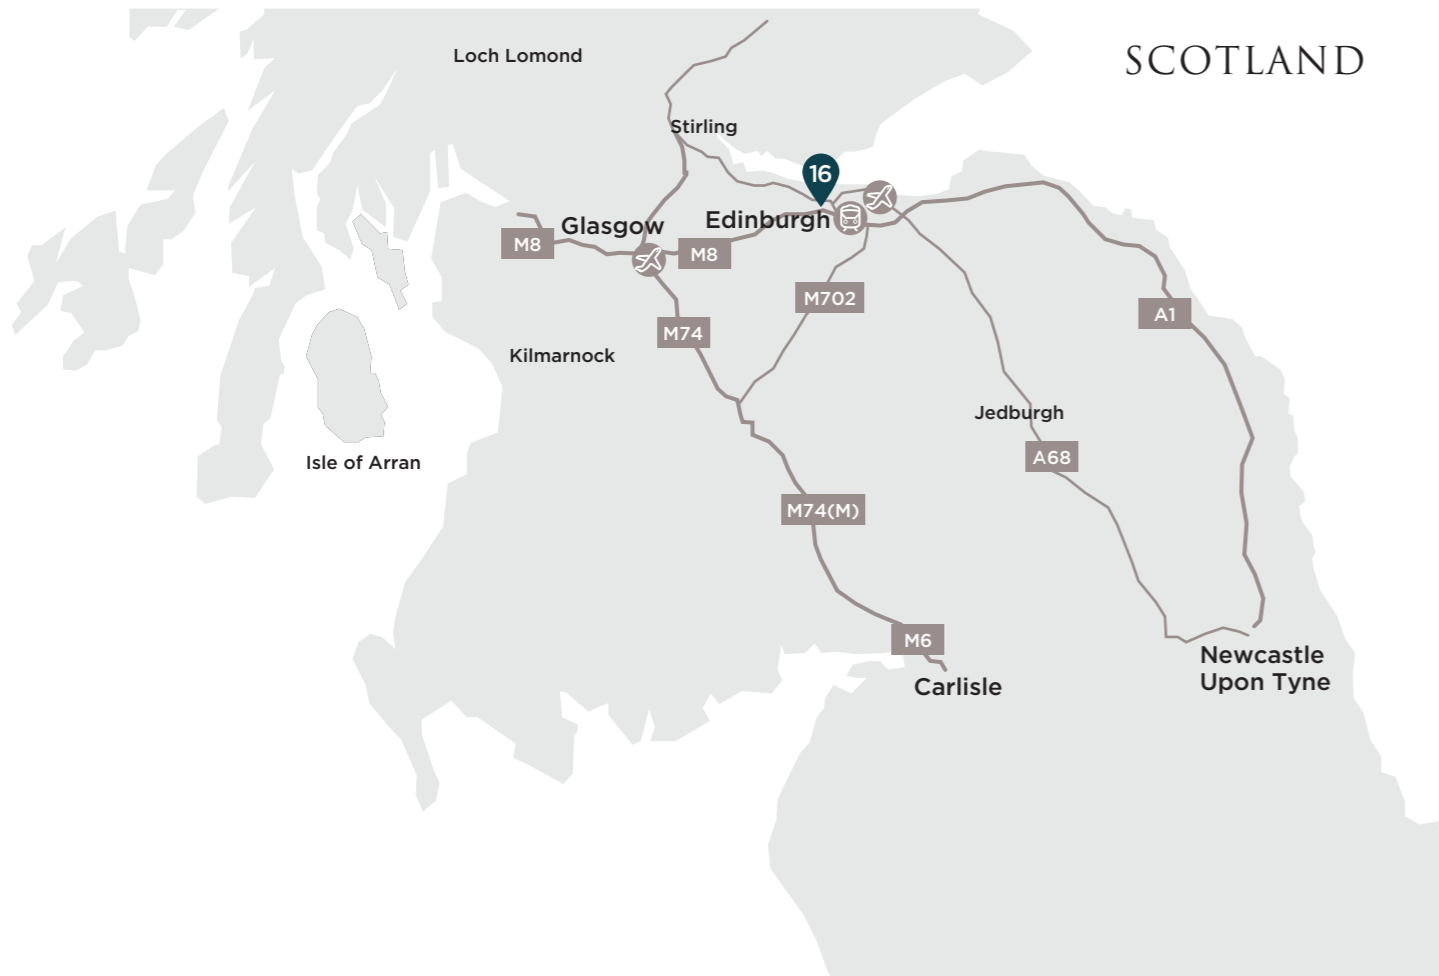 SCOTLAND
Loch Lomond
Stirling
16
Glasgow
Edinburgh
M8
M8
M702
A1
M74
Kilmarnock
Jedburgh
A68
Isle of Arran
M74(M)
M6
Newcastle
Upon Tyne
Carlisle